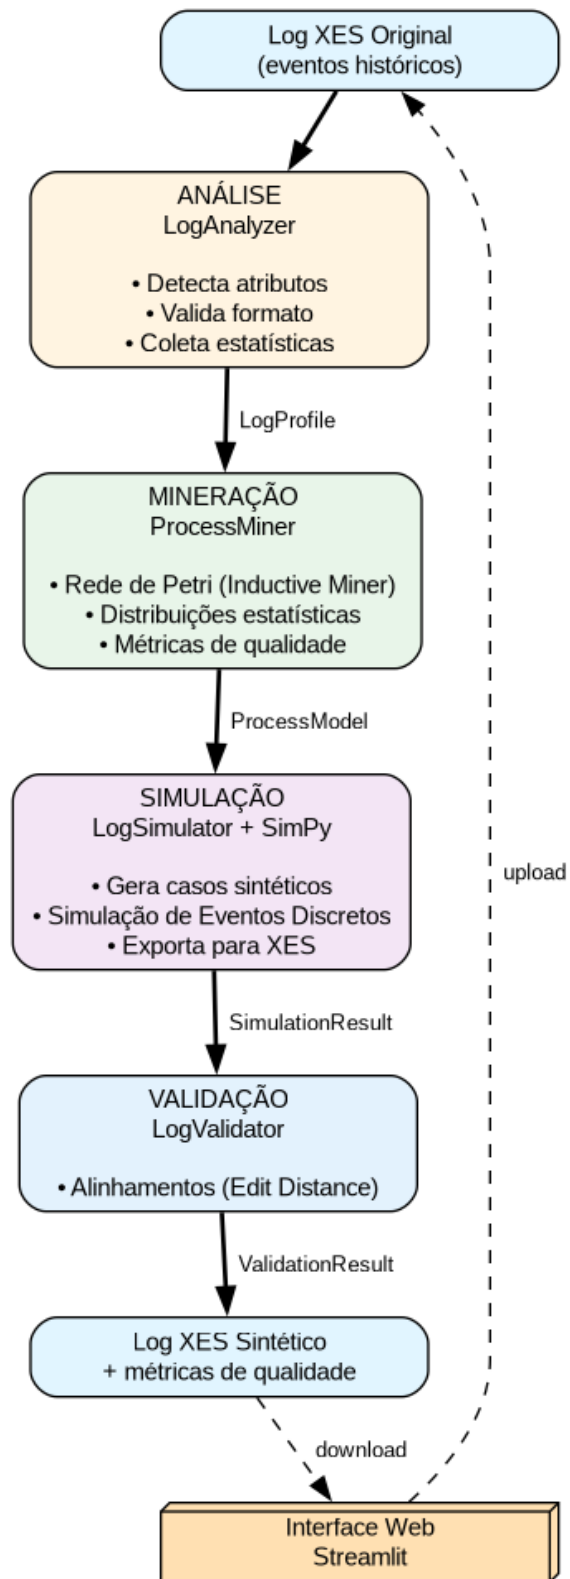 Log XES Original
(eventos históricos)
ANÁLISE
LogAnalyzer
• Detecta atributos
• Valida formato
• Coleta estatísticas
LogProfile
MINERAÇÃO
ProcessMiner
• Rede de Petri (Inductive Miner)
• Distribuições estatísticas
• Métricas de qualidade
ProcessModel
SIMULAÇÃO
LogSimulator + SimPy
• Gera casos sintéticos
• Simulação de Eventos Discretos
• Exporta para XES
upload
SimulationResult
VALIDAÇÃO
LogValidator
• Alinhamentos (Edit Distance)
ValidationResult
Log XES Sintético
+ métricas de qualidade
download
Interface Web
Streamlit